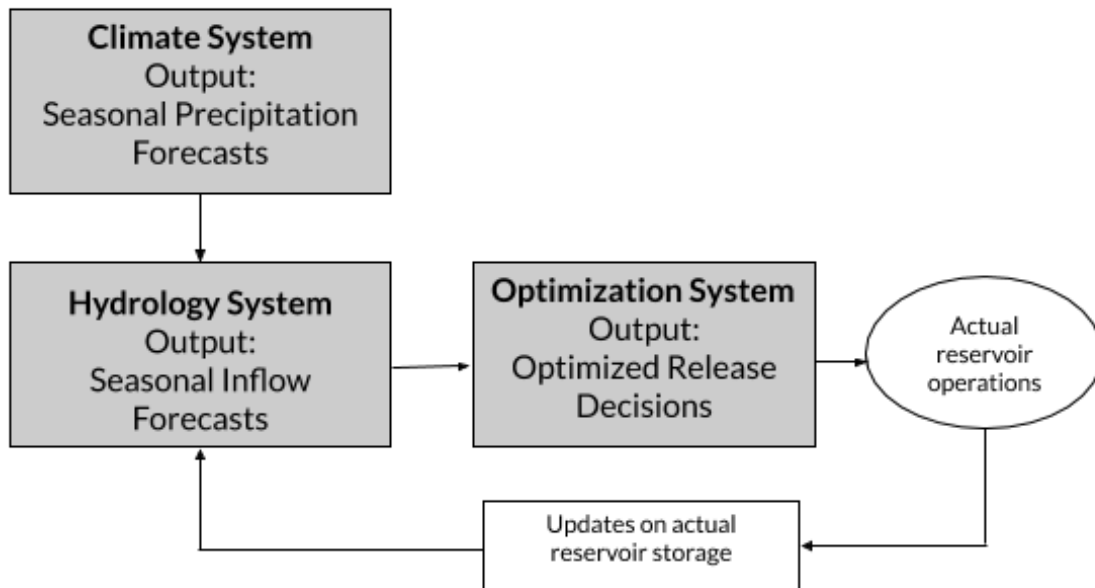 Climate System
Output:
Seasonal Precipitation
Forecasts
Hydrology System
Output:
Seasonal Inflow
Forecasts
Optimization System
Output:
Optimized Release
Decisions
Actual
reservoir
operations
Updates on actual
reservoir storage